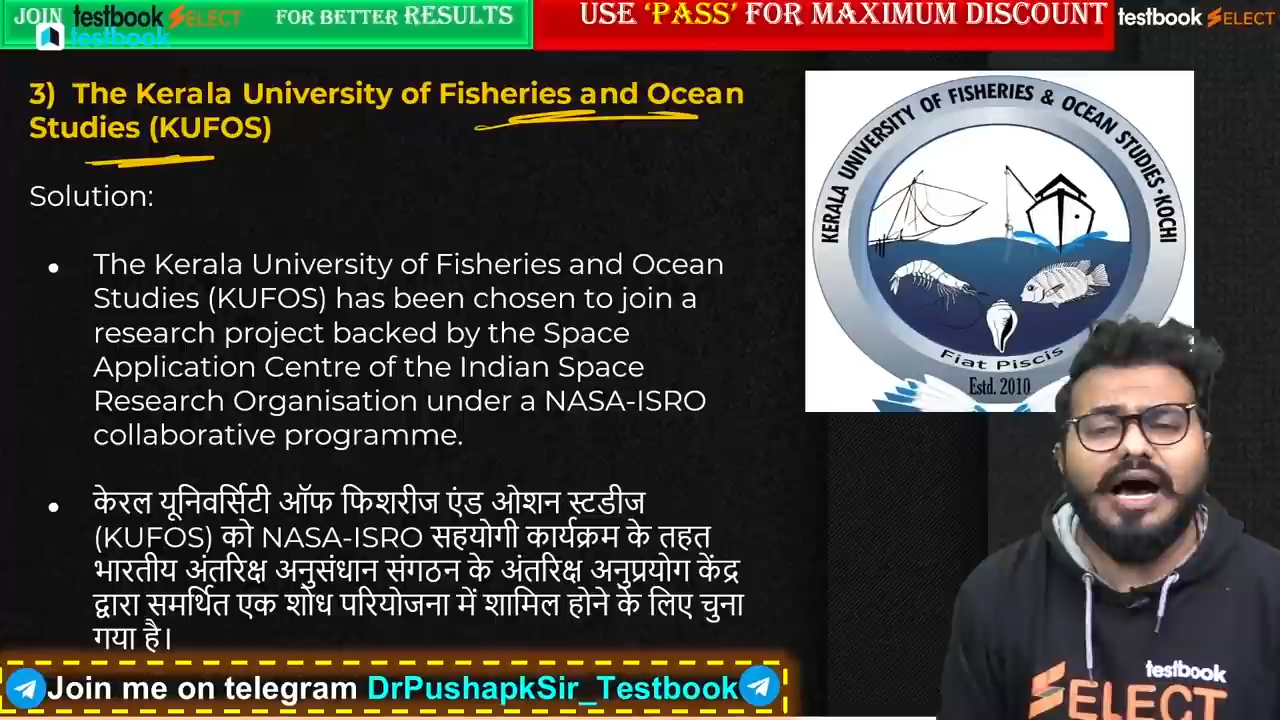 JOIN testbook SELECT FOR BETTER RESULTS
USE ‘PASS’ FOR MAXIMUM DISCOUNT testbook SELECT
testbook
3) The Kerala University of Fisheries and Ocean
Studies (KUFOS)
Solution:
The Kerala University of Fisheries and Ocean
Studies (KUFOS) has been chosen to join a
research project backed by the Space
Application Centre of the Indian Space
Research Organisation under a NASA-ISRO
collaborative programme.
केरल यूनिवर्सिटी ऑफ फिशरीज एंड ओशन स्टडीज
(KUFOS) को NASA-ISRO सहयोगी कार्यक्रम के तहत
भारतीय अंतरिक्ष अनुसंधान संगठन के अंतरिक्ष अनुप्रयोग केंद्र
द्वारा समर्थित एक शोध परियोजना में शामिल होने के लिए चुना
गया है।
KERALA UNIVERSITY OF FISHERIES & OCEAN STUDIES • KOCHI
Fiat Piscis
Estd. 2010
Join me on telegram DrPushapkSir_Testbook
testbook
SELECT